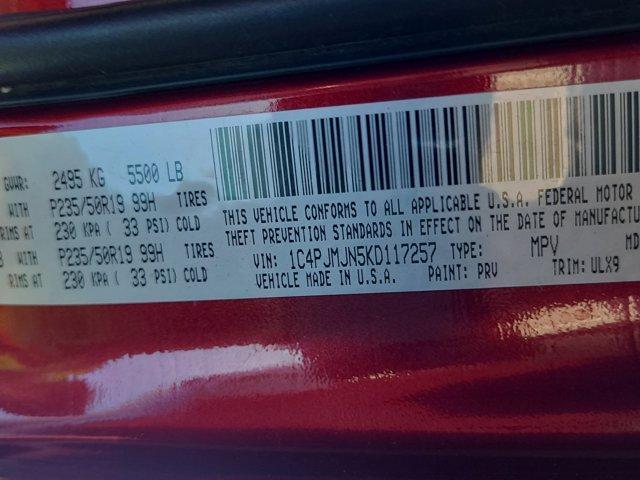 GVWR: 2495 KG 5500 LB
WITH P235/50R19 99H TIRES
RIMS AT 230 KPA ( 33 PSI) COLD
WITH P235/50R19 99H TIRES
RIMS AT 230 KPA ( 33 PSI) COLD
THIS VEHICLE CONFORMS TO ALL APPLICABLE U.S.A. FEDERAL MOTOR
THEFT PREVENTION STANDARDS IN EFFECT ON THE DATE OF MANUFACTU
VIN: 1C4PJMJN5KD117257 TYPE: MPV MD
VEHICLE MADE IN U.S.A. PAINT: PRV TRIM: ULX9